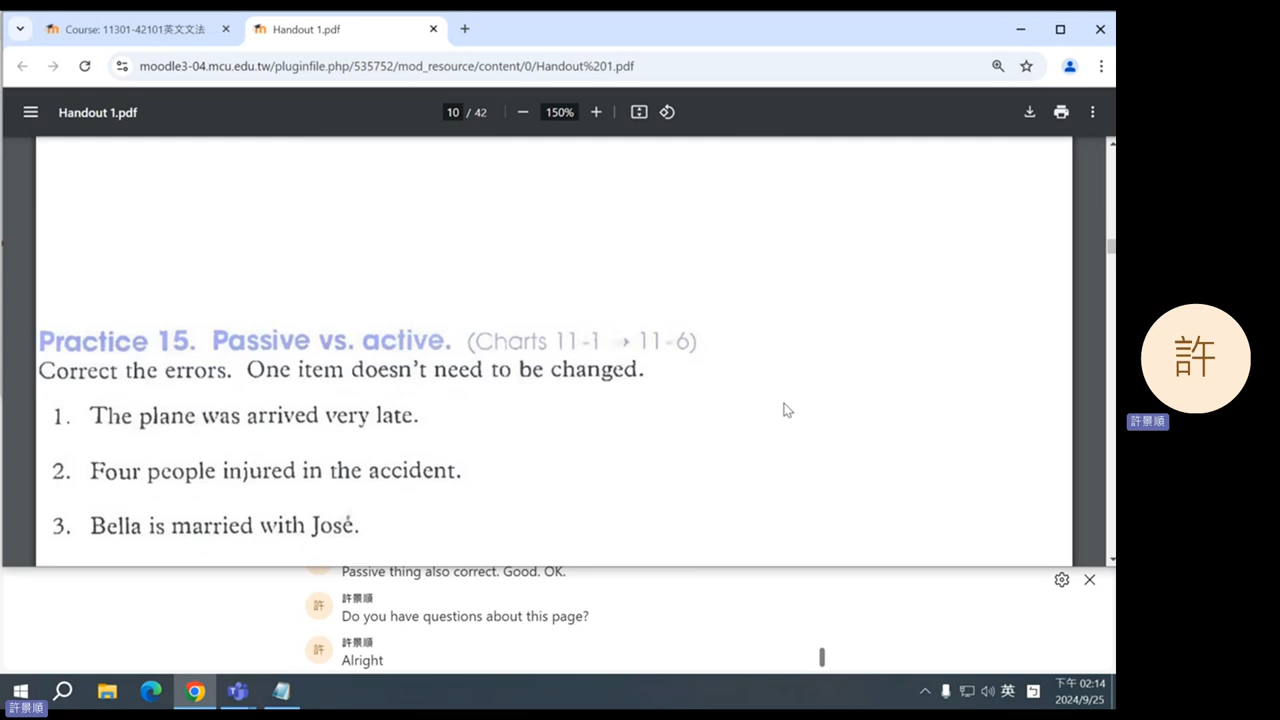 Course: 11301-42101英文文法
Handout 1.pdf
moodle3-04.mcu.edu.tw/pluginfile.php/535752/mod_resource/content/0/Handout%201.pdf
Handout 1.pdf
10 / 42
150%
Practice 15. Passive vs. active. (Charts 11-1 → 11-6)
Correct the errors. One item doesn't need to be changed.
1. The plane was arrived very late.
2. Four people injured in the accident.
3. Bella is married with José.
許
許景順
Passive thing also correct. Good. OK.
許
許景順
Do you have questions about this page?
許
許景順
Alright
英
下午 02:14
2024/9/25
許景順